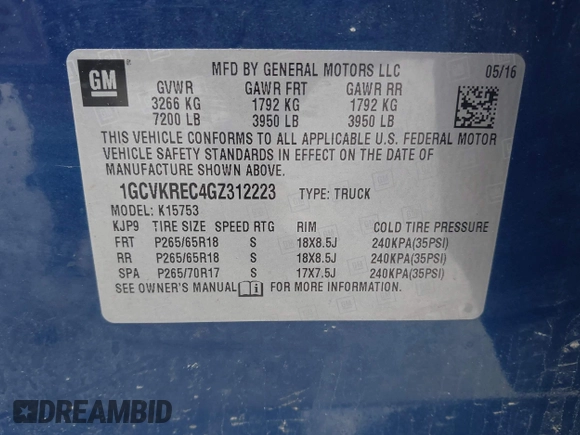 GM
MFD BY GENERAL MOTORS LLC 05/16
GVWR GAWR FRT GAWR RR
3266 KG 1792 KG 1792 KG
7200 LB 3950 LB 3950 LB
THIS VEHICLE CONFORMS TO ALL APPLICABLE U.S. FEDERAL MOTOR
VEHICLE SAFETY STANDARDS IN EFFECT ON THE DATE OF
MANUFACTURE SHOWN ABOVE.
1GCVKREC4GZ312223 TYPE: TRUCK
MODEL: K15753
KJP9 TIRE SIZE SPEED RTG RIM COLD TIRE PRESSURE
FRT P265/65R18 S 18X8.5J 240KPA(35PSI)
RR P265/65R18 S 18X8.5J 240KPA(35PSI)
SPA P265/70R17 S 17X7.5J 240KPA(35PSI)
SEE OWNER'S MANUAL FOR MORE INFORMATION.
DREAMBID